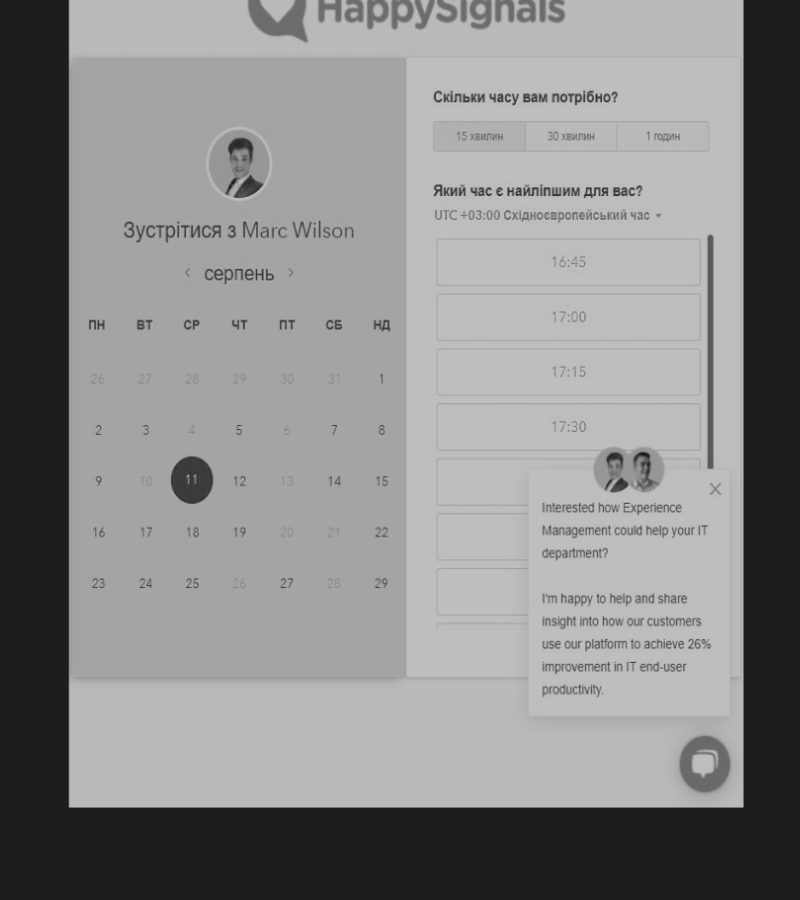 HappySignals
Зустрітися з Marc Wilson
‹ серпень ›
ПН ВТ СР ЧТ ПТ СБ НД
26 27 28 29 30 31 1
2 3 4 5 6 7 8
9 10 11 12 13 14 15
16 17 18 19 20 21 22
23 24 25 26 27 28 29
Скільки часу вам потрібно?
15 хвилин 30 хвилин 1 годин
Який час є найліпшим для вас?
UTC +03:00 Східноєвропейський час
16:45
17:00
17:15
17:30
Interested how Experience
Management could help your IT
department?
I'm happy to help and share
insight into how our customers
use our platform to achieve 26%
improvement in IT end-user
productivity.